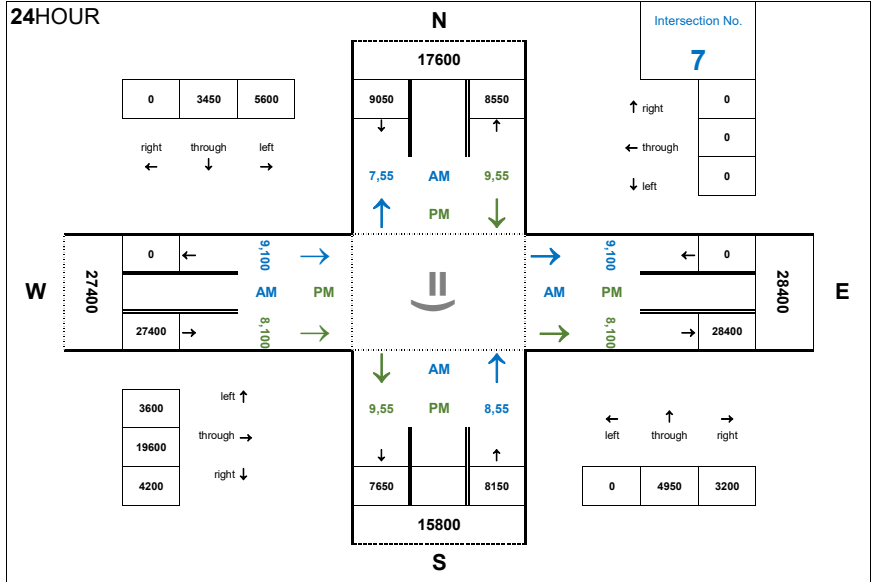 24HOUR
N
Intersection No.
7
17600
0 3450 5600
9050 8550
right through left
← ↓ →
↓ ↑
↑ right 0
← through 0
↓ left 0
7,55 AM 9,55
PM
W
27400
0 ←
9,100
AM PM
8,100
27400 →
=)
9,100
AM PM
8,100
← 0
→ 28400
28400
E
AM
9,55 PM 8,55
3600 left ↑
19600 through →
4200 right ↓
← ↑ →
left through right
0 4950 3200
↓ ↑
7650 8150
15800
S